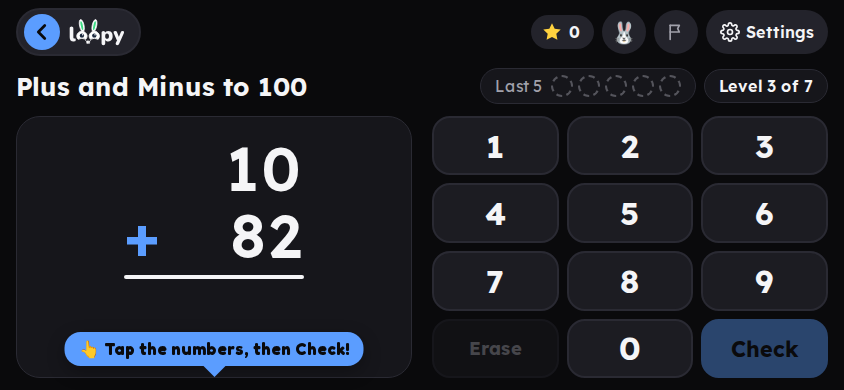 loopy
0
Settings
Plus and Minus to 100
Last 5
Level 3 of 7
10
+ 82
👆 Tap the numbers, then Check!
1 2 3
4 5 6
7 8 9
Erase 0 Check